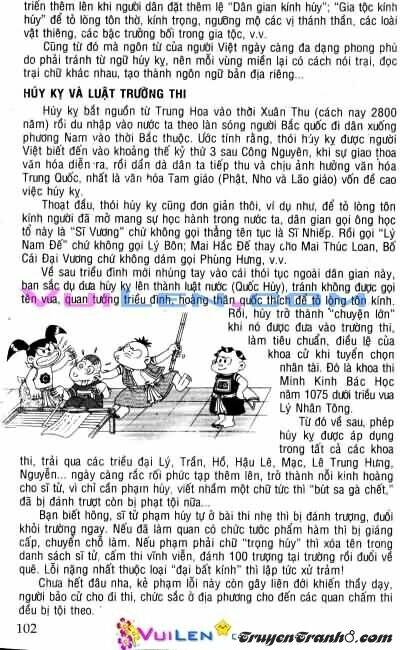 triển thêm lên khi người dân đặt thêm lệ "Dân gian kính húy"; "Gia tộc kính
húy" để tỏ lòng tôn thờ, kính trọng, ngưỡng mộ các vị thánh thần, các loài
vật thiêng, các bậc trưởng bối trong gia tộc, v.v.
Cũng từ đó mà ngôn từ của người Việt ngày càng đa dạng phong phú
do phải tránh từ ngữ húy kỵ, nên mỗi vùng miền lại có cách nói trại, đọc
trại chữ khác nhau, tạo thành ngôn ngữ bản địa riêng...
HÚY KỴ VÀ LUẬT TRƯỜNG THI
Húy kỵ bắt nguồn từ Trung Hoa vào thời Xuân Thu (cách nay 2800
năm) rồi du nhập vào nước ta theo làn sóng người Bắc quốc di dân xuống
phương Nam vào thời Bắc thuộc. Ước tính rằng, thói húy kỵ được người
Việt biết đến vào khoảng thế kỷ thứ 3 sau Công Nguyên, khi sự giao thoa
văn hóa diễn ra, rồi dần dà dân ta tiếp thu và chịu ảnh hưởng văn hóa
Trung Quốc, nhất là văn hóa Tam giáo (Phật, Nho và Lão giáo) vốn đề cao
việc húy kỵ.
Thoạt đầu, thói húy kỵ cũng đơn giản thôi, ví dụ như, để tỏ lòng tôn
kính người đã mở mang sự học hành trong nước ta, dân gian gọi ông học
tổ này là "Sĩ Vương" chứ không gọi thẳng tên tục là Sĩ Nhiếp. Rồi gọi "Lý
Nam Đế" chứ không gọi Lý Bôn; Mai Hắc Đế thay cho Mai Thúc Loan, Bố
Cái Đại Vương chứ không dám gọi Phùng Hưng, v.v.
Về sau triều đình mới nhúng tay vào cái thói tục ngoài dân gian này,
ban sắc dụ đưa húy kỵ lên thành luật nước (Quốc Húy), tránh không được gọi
tên vua, quan tướng triều đình, hoàng thân quốc thích để tỏ lòng tôn kính.
Rồi, húy trở thành "chuyện lớn"
khi nó được đưa vào trường thi,
làm tiêu chuẩn, điều lệ của
khoa cử khi tuyển chọn
nhân tài. Đó là khoa thi
Minh Kinh Bác Học
năm 1075 dưới triều vua
Lý Nhân Tông.
Từ đó về sau, phép
húy kỵ được áp dụng
trong tất cả các khoa
thi, trải qua các triều đại Lý, Trần, Hồ, Hậu Lê, Mạc, Lê Trung Hưng,
Nguyễn... ngày càng rắc rối phức tạp thêm lên, trở thành nỗi kinh hoàng
cho sĩ tử, vì chỉ cần phạm húy, viết nhầm một chữ tức thì "bút sa gà chết,"
đã bị đánh trượt còn bị phạt tội nữa...
Bạn biết hông, sĩ tử phạm húy tự ở bài thi nhẹ thì bị đánh trượng, đuổi
khỏi trường ngay. Nếu đã làm quan có chức tước phẩm hàm thì bị giáng
cấp, chuyển chỗ làm. Nếu phạm phải chữ "trọng húy" thì xóa tên trong
danh sách sĩ tử, cấm thi vĩnh viễn, đánh 100 trượng tại trường rồi đuổi về
quê. Lỗi nặng nhất thuộc loại "đại bất kính" thì lập tức xử trảm!
Chưa hết đâu nha, kẻ phạm lỗi này còn gây liên đới khiến thầy dạy,
người bảo cử cho đi thi, chức sắc ở địa phương cho đến các quan chấm thi
đều bị tội theo.
102
VUILEN.COM
VUILEN
TruyenTranh8.com